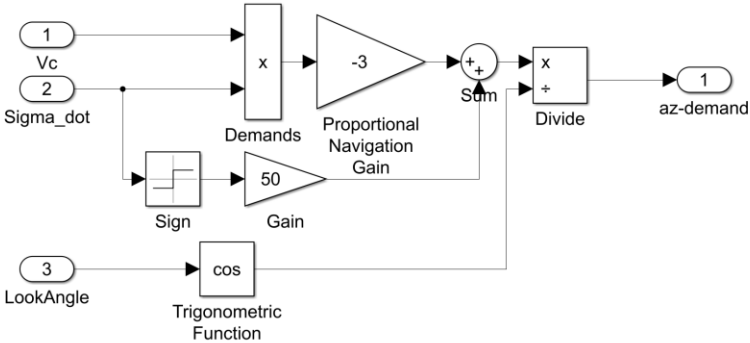 1
Vc
2
Sigma_dot
x
Demands
-3
Proportional
Navigation
Gain
+
+
Sum
x
÷
Divide
1
az-demand
Sign
50
Gain
3
LookAngle
cos
Trigonometric
Function